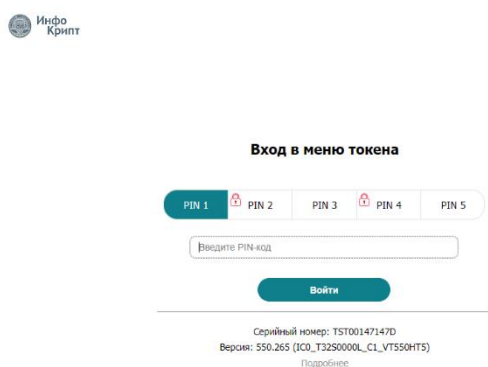 Инфо
Крипт
Вход в меню токена
PIN 1 PIN 2 PIN 3 PIN 4 PIN 5
Введите PIN-код
Войти
Серийный номер: TST00147147D
Версия: 550.265 (IC0_T32S0000L_C1_VT550HT5)
Подробнее